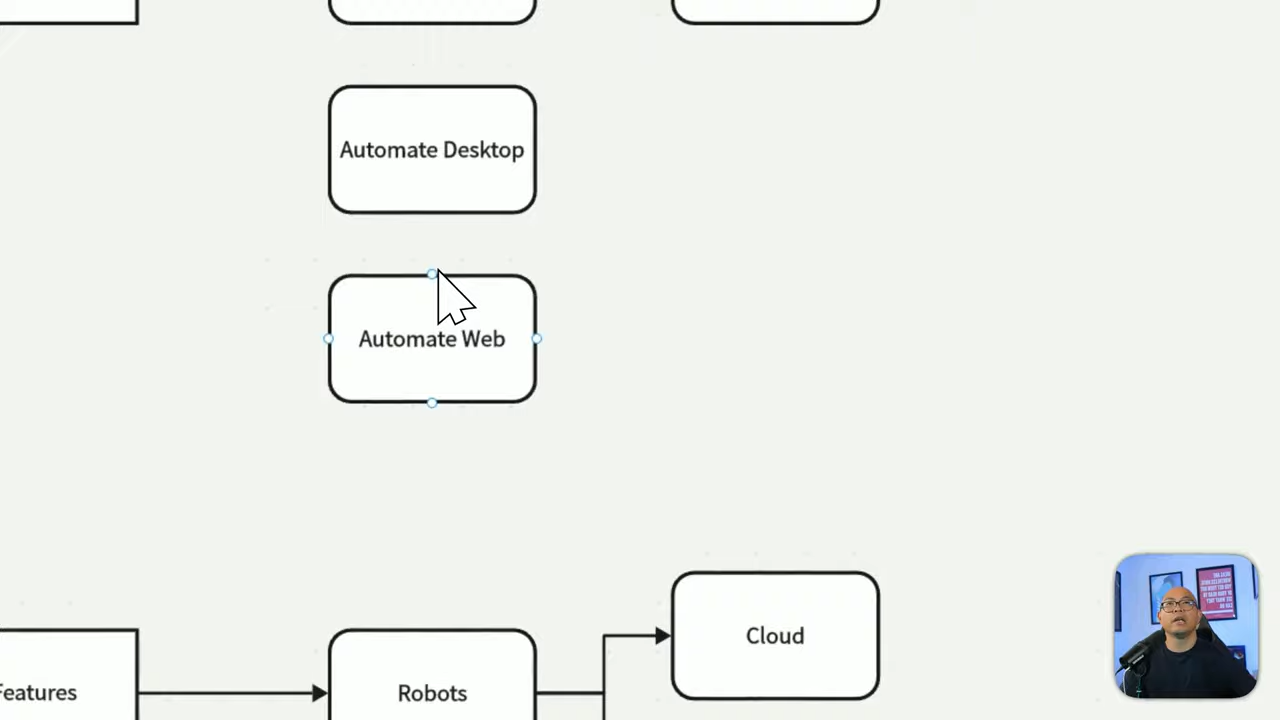 Automate Desktop
Automate Web
Cloud
Features
Robots